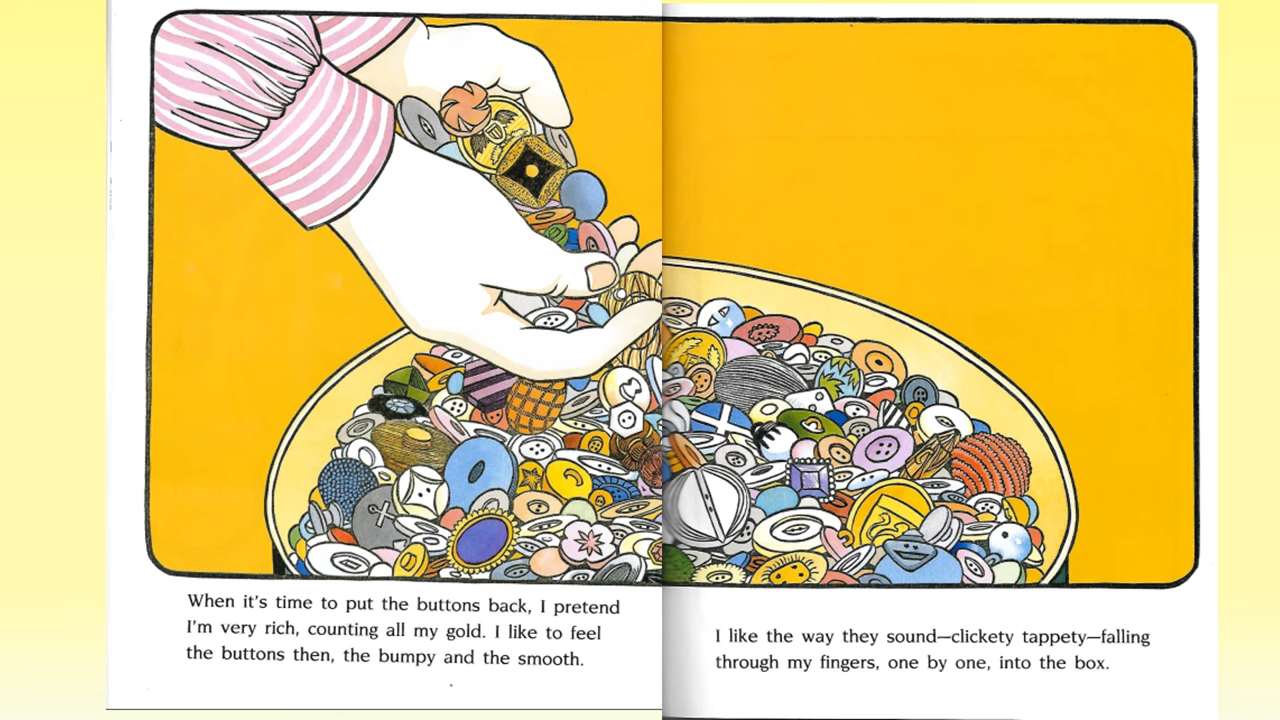 When it's time to put the buttons back, I pretend
I'm very rich, counting all my gold. I like to feel
the buttons then, the bumpy and the smooth.
I like the way they sound—clickety tappety—falling
through my fingers, one by one, into the box.